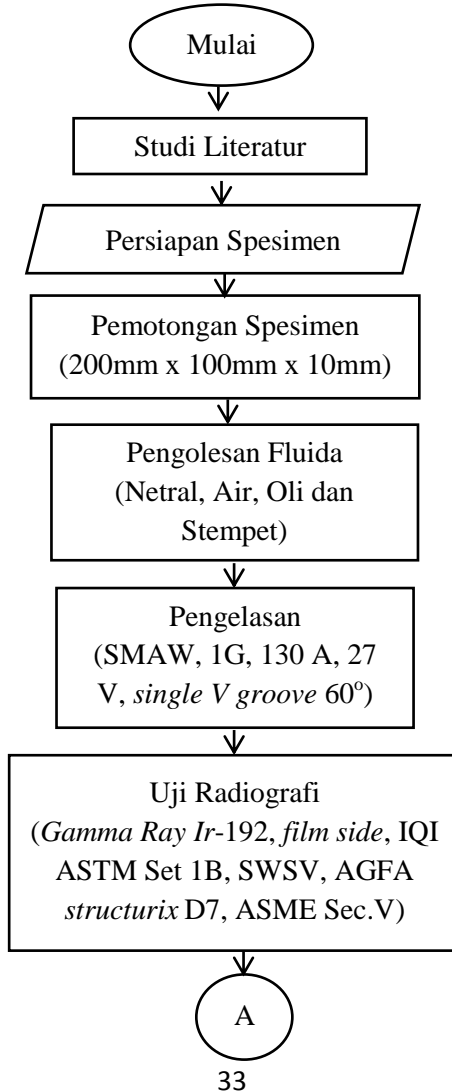 Mulai
Studi Literatur
Persiapan Spesimen
Pemotongan Spesimen
(200mm x 100mm x 10mm)
Pengolesan Fluida
(Netral, Air, Oli dan
Stempet)
Pengelasan
(SMAW, 1G, 130 A, 27
V, single V groove 60°)
Uji Radiografi
(Gamma Ray Ir-192, film side, IQI
ASTM Set 1B, SWSV, AGFA
structurix D7, ASME Sec.V)
A
33